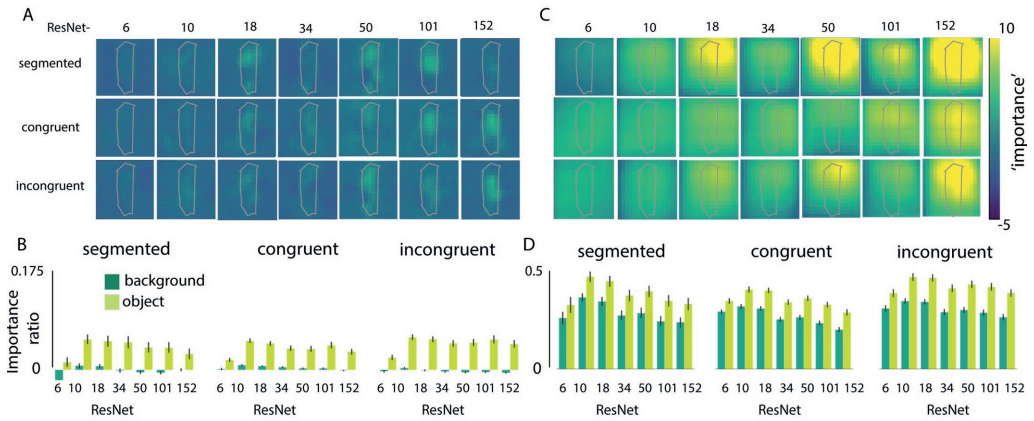 A
ResNet- 6 10 18 34 50 101 152
segmented
congruent
incongruent
C
6 10 18 34 50 101 152
10
'importance'
-5
B
segmented congruent incongruent
0.175
background
object
Importance
ratio
0
6 10 18 34 50 101 152
6 10 18 34 50 101 152
6 10 18 34 50 101 152
ResNet ResNet ResNet
D
segmented congruent incongruent
0.5
0
6 10 18 34 50 101 152
6 10 18 34 50 101 152
6 10 18 34 50 101 152
ResNet ResNet ResNet